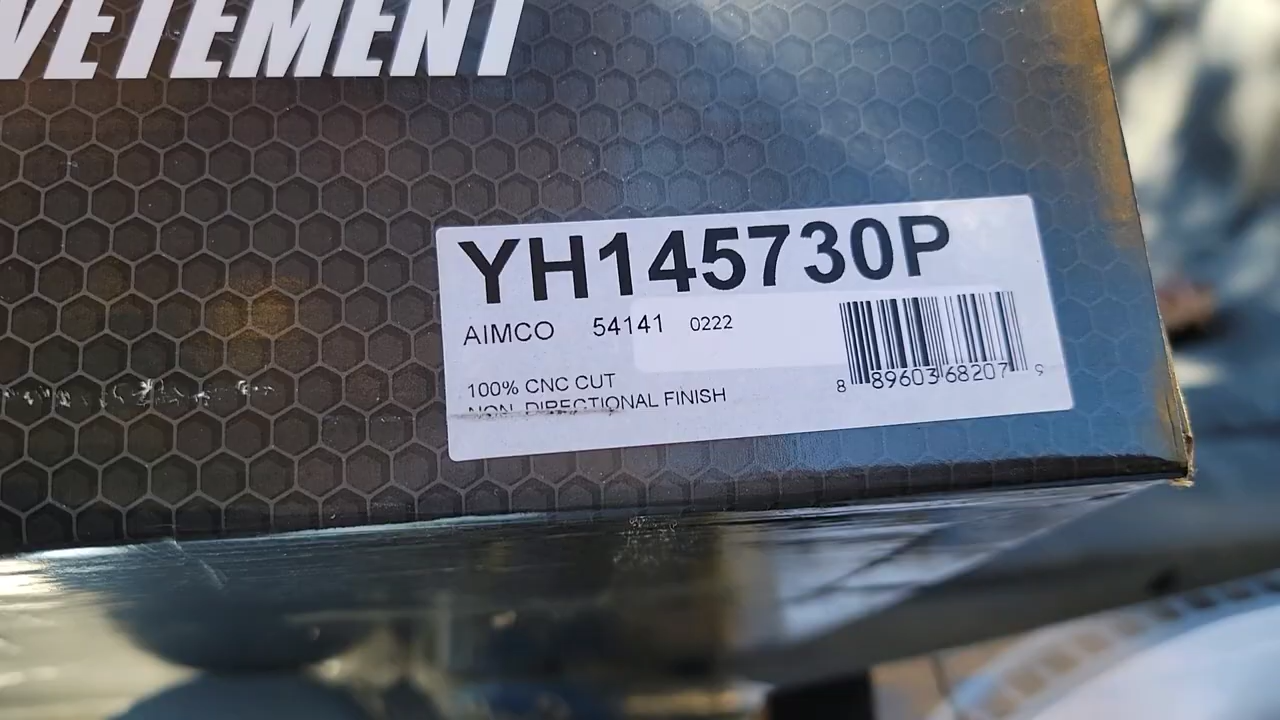 VETEMENT
YH145730P
AIMCO 54141 0222
100% CNC CUT
NON-DIRECTIONAL FINISH
8 89603 68207 9